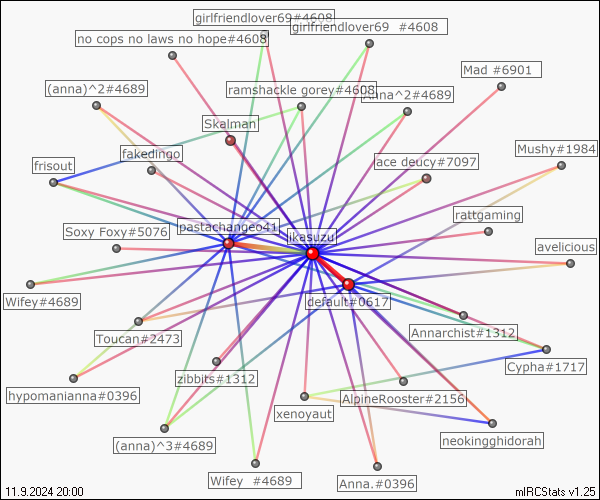 girlfriendlover69#4608
girlfriendlover69 #4608
no cops no laws no hope#4608
Mad #6901
(anna)^2#4689
ramshackle gorey#4608
Anna^2#4689
Skalman
Mushy#1984
fakedingo
ace deucy#7097
frisout
rattgaming
pastachangeo41
Soxy Foxy#5076
ikasuzu
avelicious
Wifey#4689
default#0617
Annarchist#1312
Toucan#2473
Cypha#1717
zibbits#1312
hypomanianna#0396
AlpineRooster#2156
xenoyaut
neokingghidorah
(anna)^3#4689
Wifey #4689
Anna.#0396
11.9.2024 20:00
mIRCStats v1.25